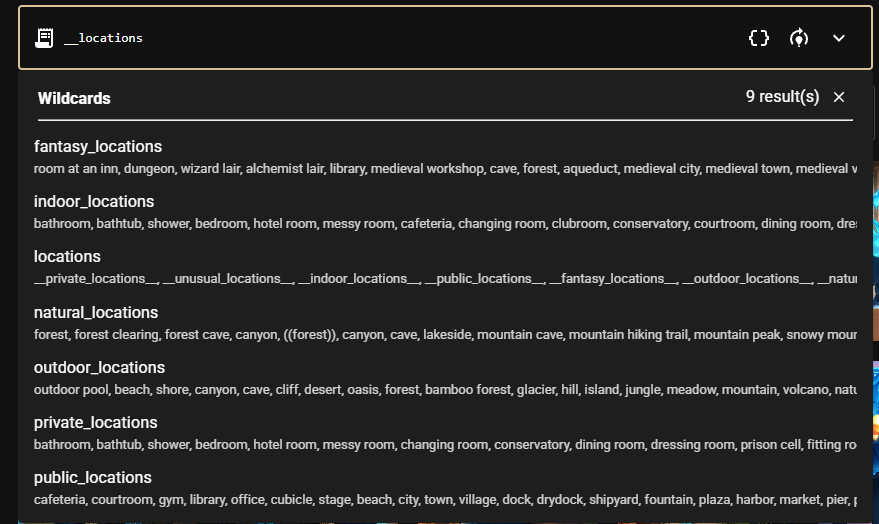 __locations
Wildcards
9 result(s)
fantasy_locations
room at an inn, dungeon, wizard lair, alchemist lair, library, medieval workshop, cave, forest, aqueduct, medieval city, medieval town, medieval
indoor_locations
bathroom, bathtub, shower, bedroom, hotel room, messy room, cafeteria, changing room, clubroom, conservatory, courtroom, dining room,
locations
__private_locations__, __unusual_locations__, __indoor_locations__, __public_locations__, __fantasy_locations__, __outdoor_locations__,
natural_locations
forest, forest clearing, forest cave, canyon, ((forest)), canyon, cave, lakeside, mountain cave, mountain hiking trail, mountain peak, snowy
outdoor_locations
outdoor pool, beach, shore, canyon, cave, cliff, desert, oasis, forest, bamboo forest, glacier, hill, island, jungle, meadow, mountain, volcano,
private_locations
bathroom, bathtub, shower, bedroom, hotel room, messy room, changing room, conservatory, dining room, dressing room, prison cell, fitting
public_locations
cafeteria, courtroom, gym, library, office, cubicle, stage, beach, city, town, village, dock, drydock, shipyard, fountain, plaza, harbor, market, pier,